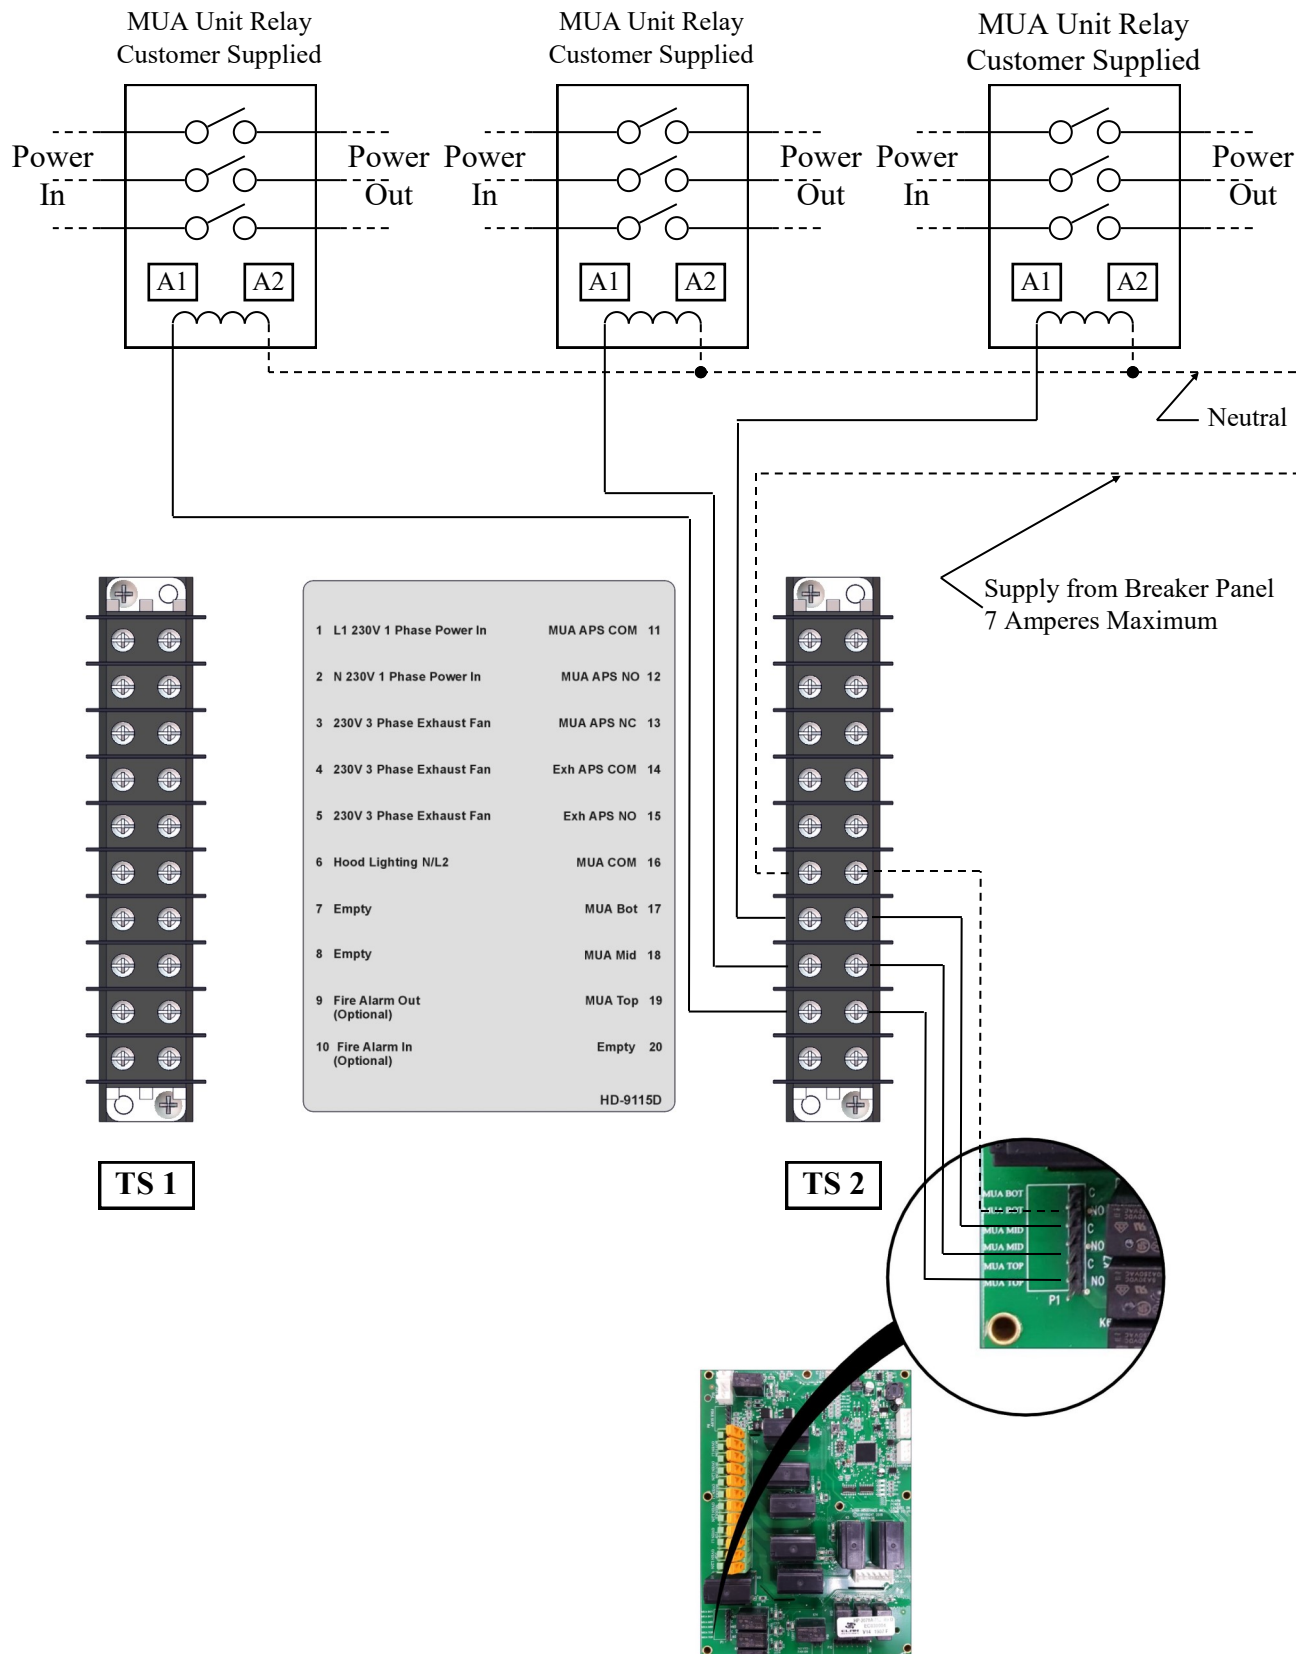 MUA Unit Relay
Customer Supplied
MUA Unit Relay
Customer Supplied
MUA Unit Relay
Customer Supplied
Power
In
Power
Out
Power
In
Power
Out
Power
In
Power
Out
A1
A2
A1
A2
A1
A2
Neutral
Supply from Breaker Panel
7 Amperes Maximum
1 L1 230V 1 Phase Power In
2 N 230V 1 Phase Power In
3 230V 3 Phase Exhaust Fan
4 230V 3 Phase Exhaust Fan
5 230V 3 Phase Exhaust Fan
6 Hood Lighting N/L2
7 Empty
8 Empty
9 Fire Alarm Out
(Optional)
10 Fire Alarm In
(Optional)
MUA APS COM 11
MUA APS NO 12
MUA APS NC 13
Exh APS COM 14
Exh APS NO 15
MUA COM 16
MUA Bot 17
MUA Mid 18
MUA Top 19
Empty 20
HD-9115D
TS 1
TS 2
MUA BOT C
MUA BOT NO
MUA MID C
MUA MID NO
MUA TOP C
MUA TOP NO
P1